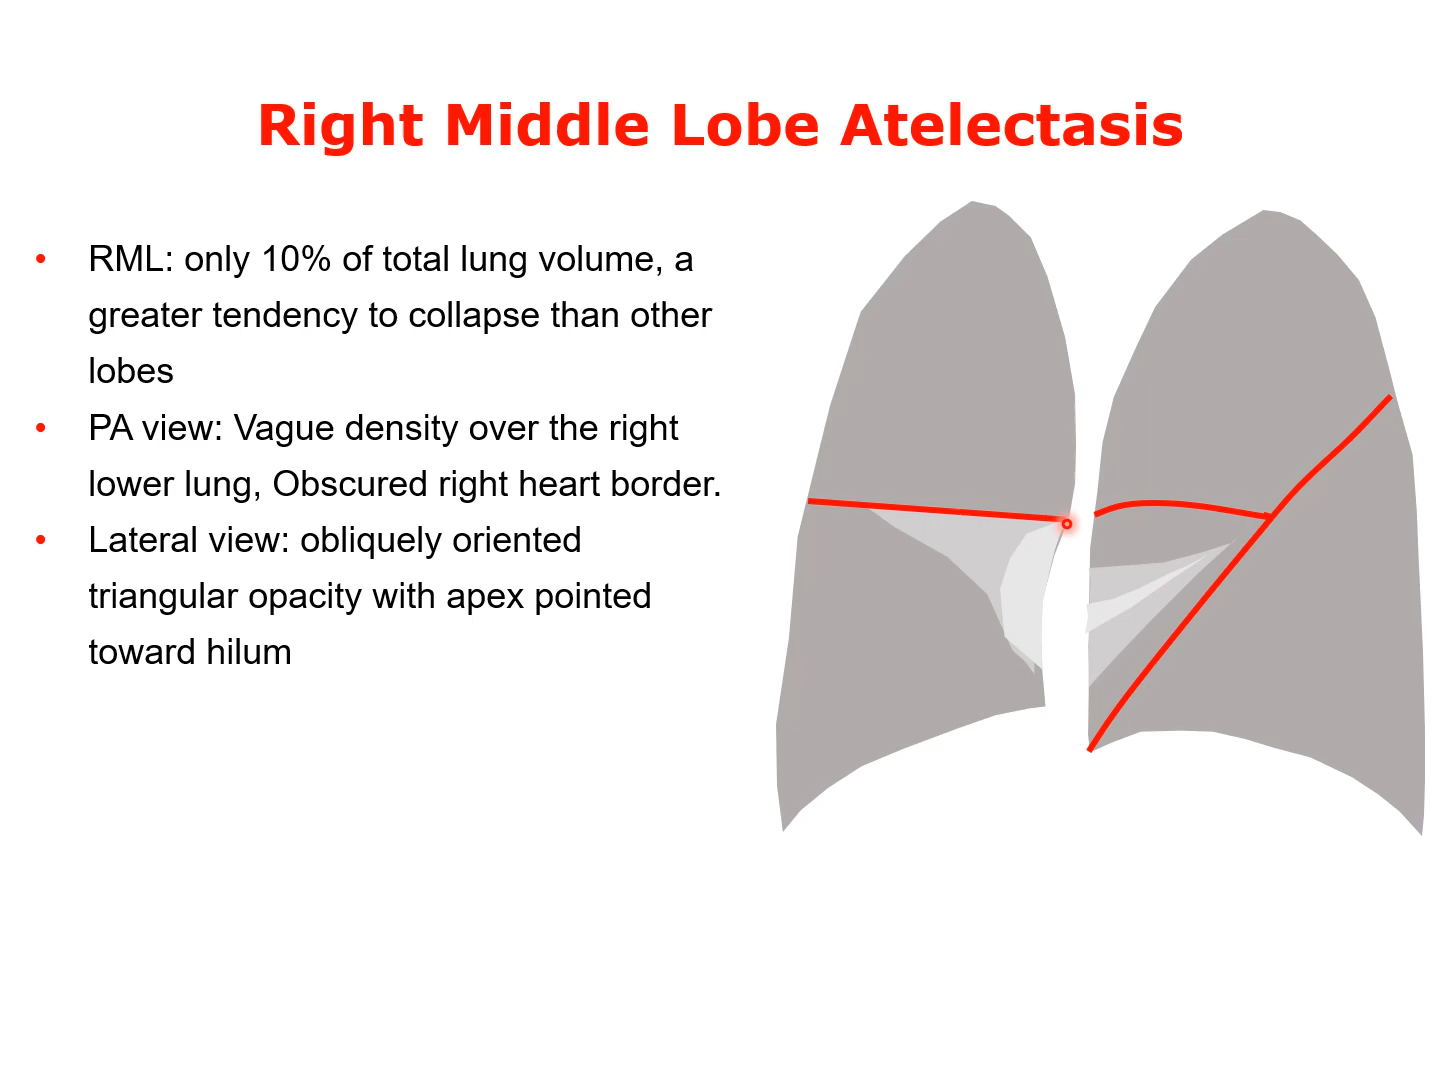 Right Middle Lobe Atelectasis
• RML: only 10% of total lung volume, a
greater tendency to collapse than other
lobes
• PA view: Vague density over the right
lower lung, Obscured right heart border.
• Lateral view: obliquely oriented
triangular opacity with apex pointed
toward hilum